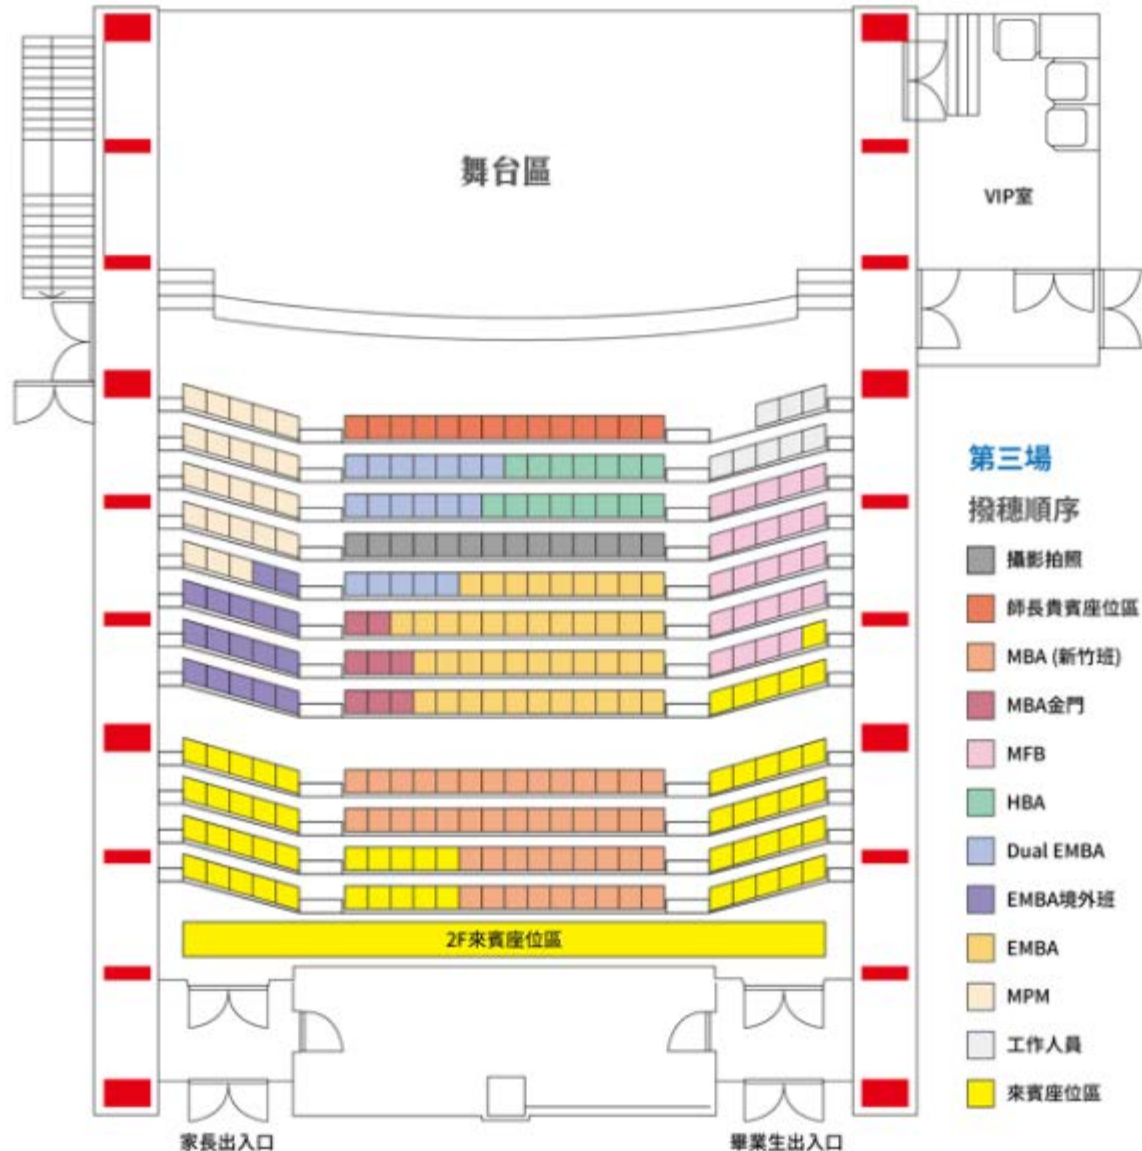 舞台區
VIP室
第三場
撥穗順序
攝影拍照
師長貴賓座位區
MBA (新竹班)
MBA金門
MFB
HBA
Dual EMBA
EMBA境外班
EMBA
MPM
工作人員
來賓座位區
2F來賓座位區
家長出入口
畢業生出入口